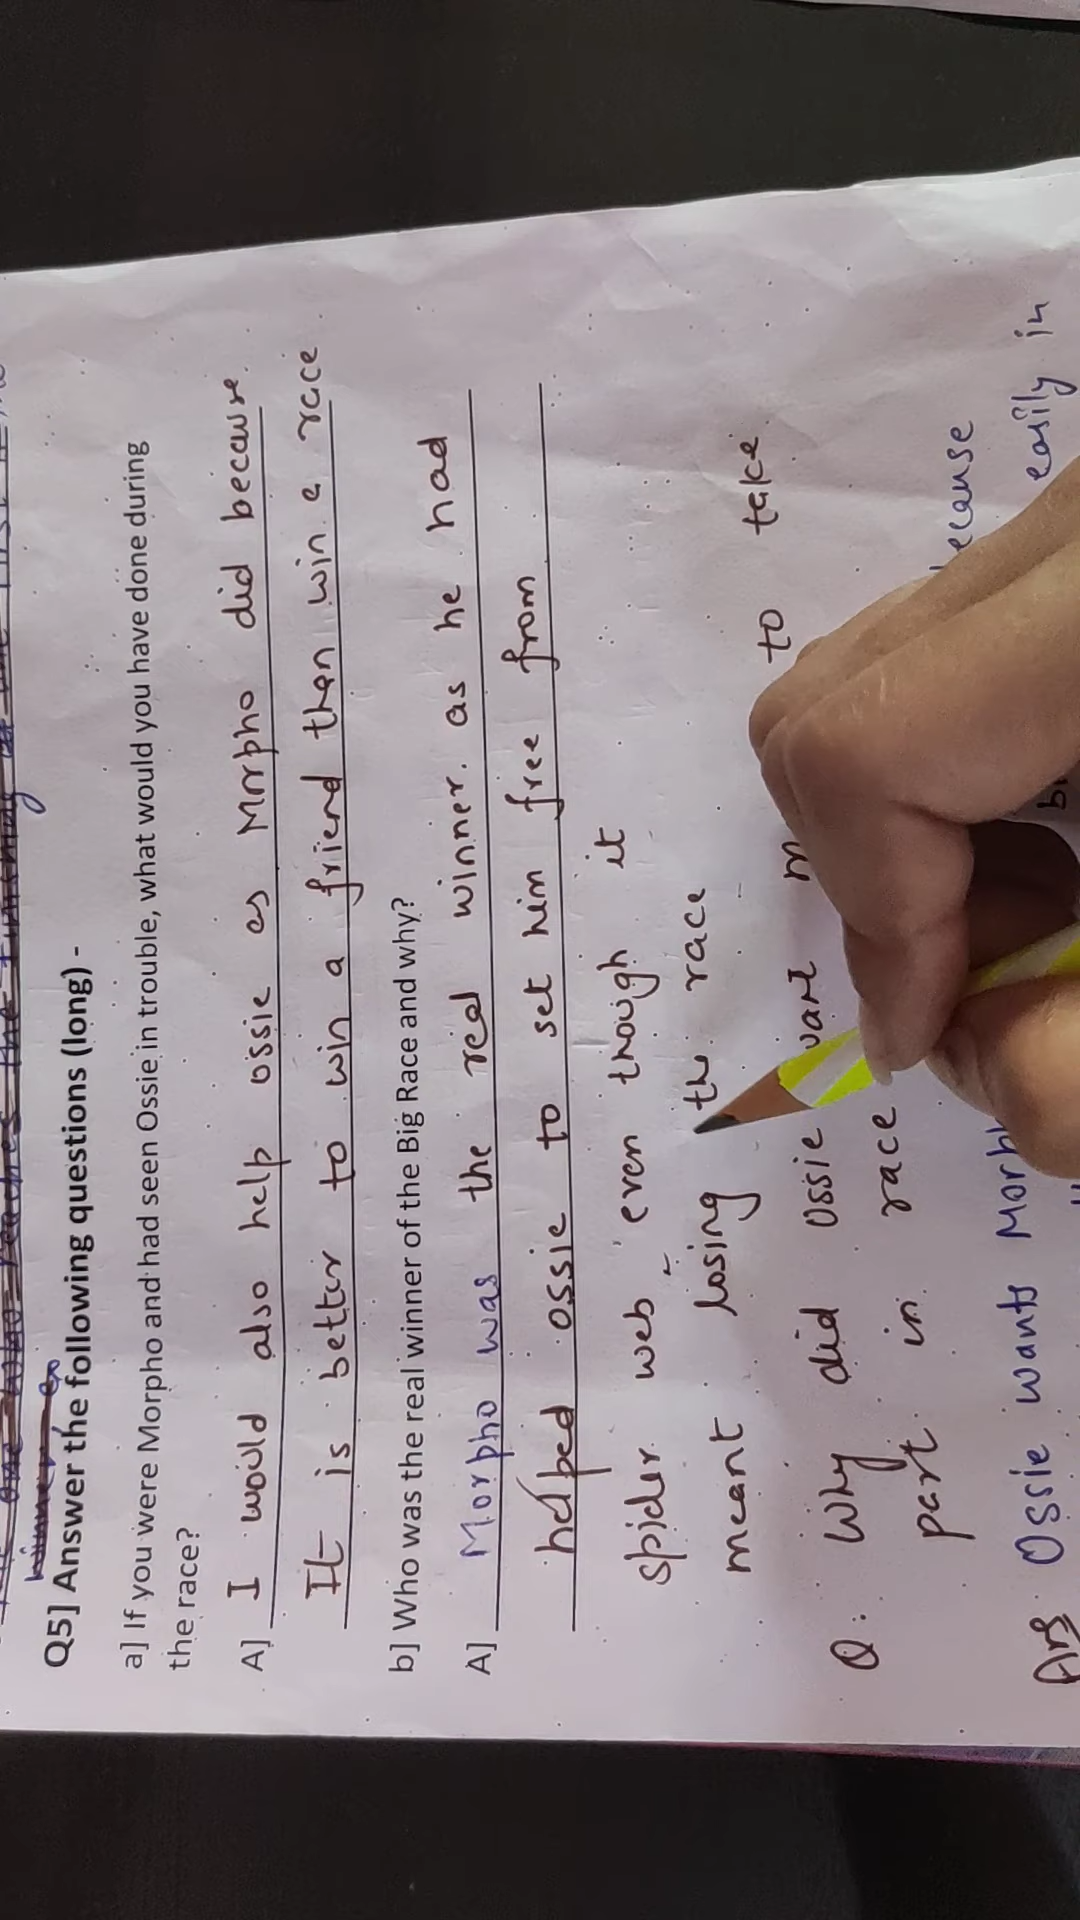 Q5] Answer the following questions (long) -
a] If you were Morpho and had seen Ossie in trouble, what would you have done during
the race?
A] I would also help ossie as Morpho did because
It is better to win a friend than win a race
b] Who was the real winner of the Big Race and why?
A] Morpho was the real winner. as he had
helped ossie to set him free from
spider web even though it
meant losing the race
Q: Why did Ossie want to take
part in race
Ans Ossie wants
easily in